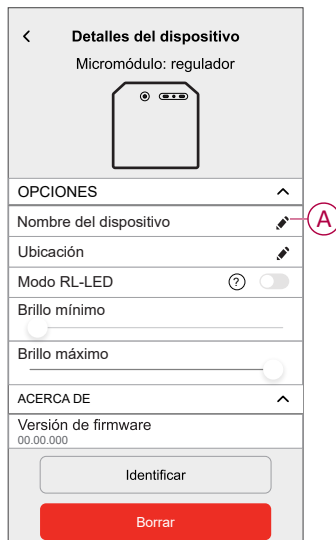 Detalles del dispositivo
Micromódulo: regulador
OPCIONES
Nombre del dispositivo
A
Ubicación
Modo RL-LED
?
Brillo mínimo
Brillo máximo
ACERCA DE
Versión de firmware
00.00.000
Identificar
Borrar